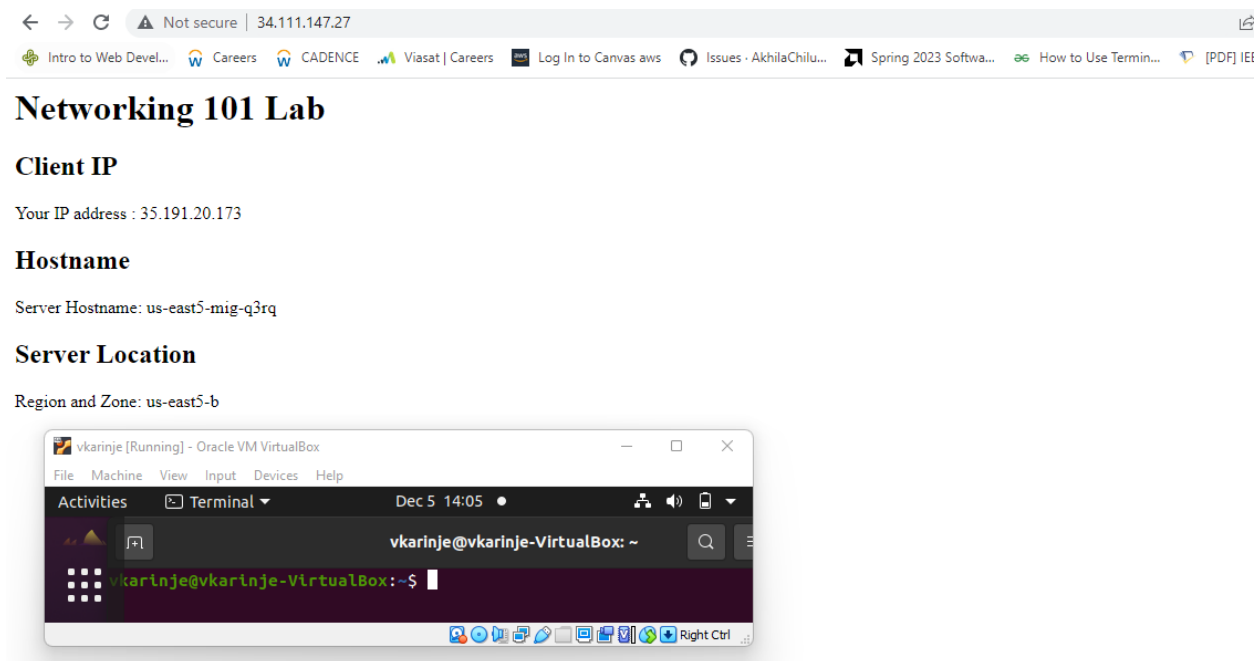 Not secure | 34.111.147.27
Intro to Web Devel... Careers CADENCE Viasat | Careers aws Log In to Canvas aws Issues · AkhilaChilu... Spring 2023 Softwa... How to Use Termin... [PDF] IEE
Networking 101 Lab
Client IP
Your IP address : 35.191.20.173
Hostname
Server Hostname: us-east5-mig-q3rq
Server Location
Region and Zone: us-east5-b
vkarinje [Running] - Oracle VM VirtualBox
File Machine View Input Devices Help
Activities Terminal Dec 5 14:05
vkarinje@vkarinje-VirtualBox: ~
vkarinje@vkarinje-VirtualBox:~$
Right Ctrl